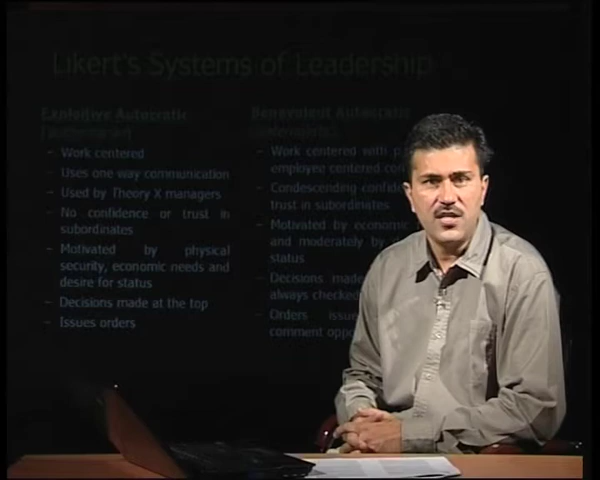 Likert's Systems of Leadership
Exploitive Autocratic
– Work centered
– Uses one way communication
– Used by Theory X managers
– No confidence or trust in
subordinates
– Motivated by physical
security, economic needs and
desire for status
– Decisions made at the top
– Issues orders
Benevolent Autocratic
– Work centered with
employee centered
– Condescending
trust in subordinates
– Motivated by economic
and moderately by
status
– Decisions made
always checked
– Orders
comment